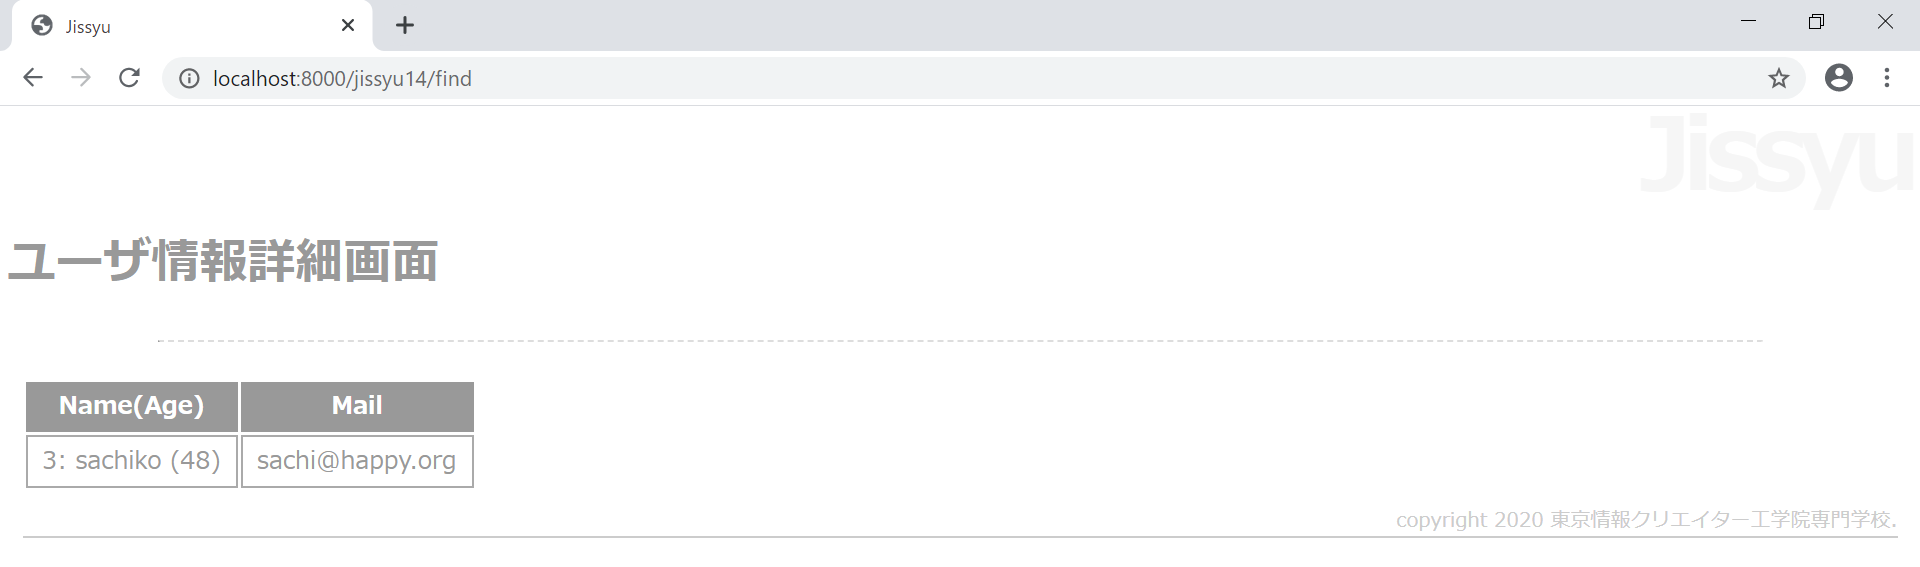 Jissyu
localhost:8000/jissyu14/find
Jissyu
ユーザ情報詳細画面
Name(Age) Mail
3: sachiko (48) sachi@happy.org
copyright 2020 東京情報クリエイター工学院専門学校.